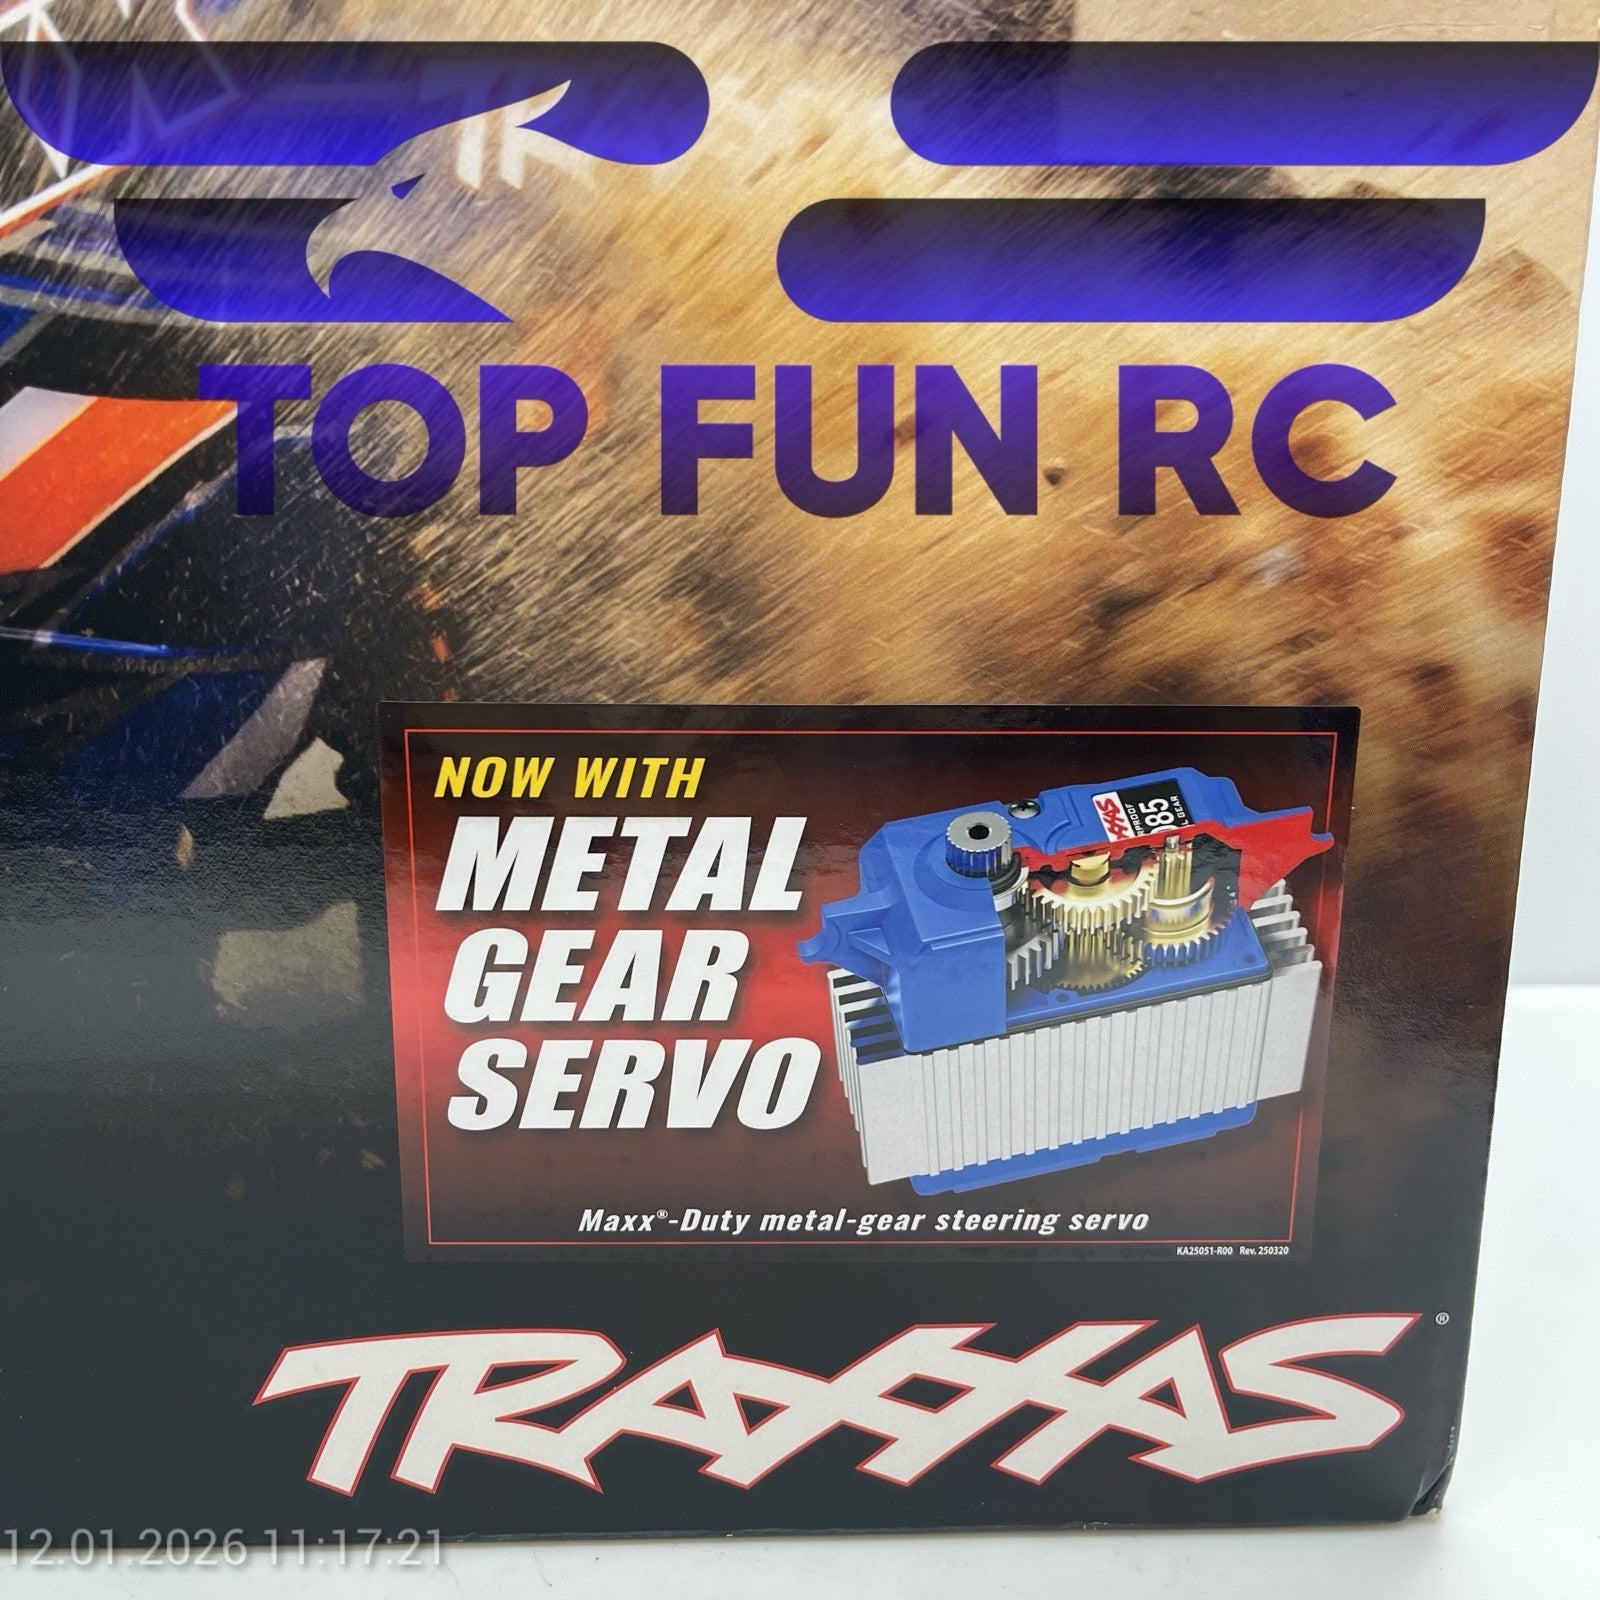 TOP FUN RC
NOW WITH
METAL
GEAR
SERVO
085
Maxx®-Duty metal-gear steering servo
KA25051-R00 Rev. 250320
TRAXXAS®
12.01.2026 11:17:21